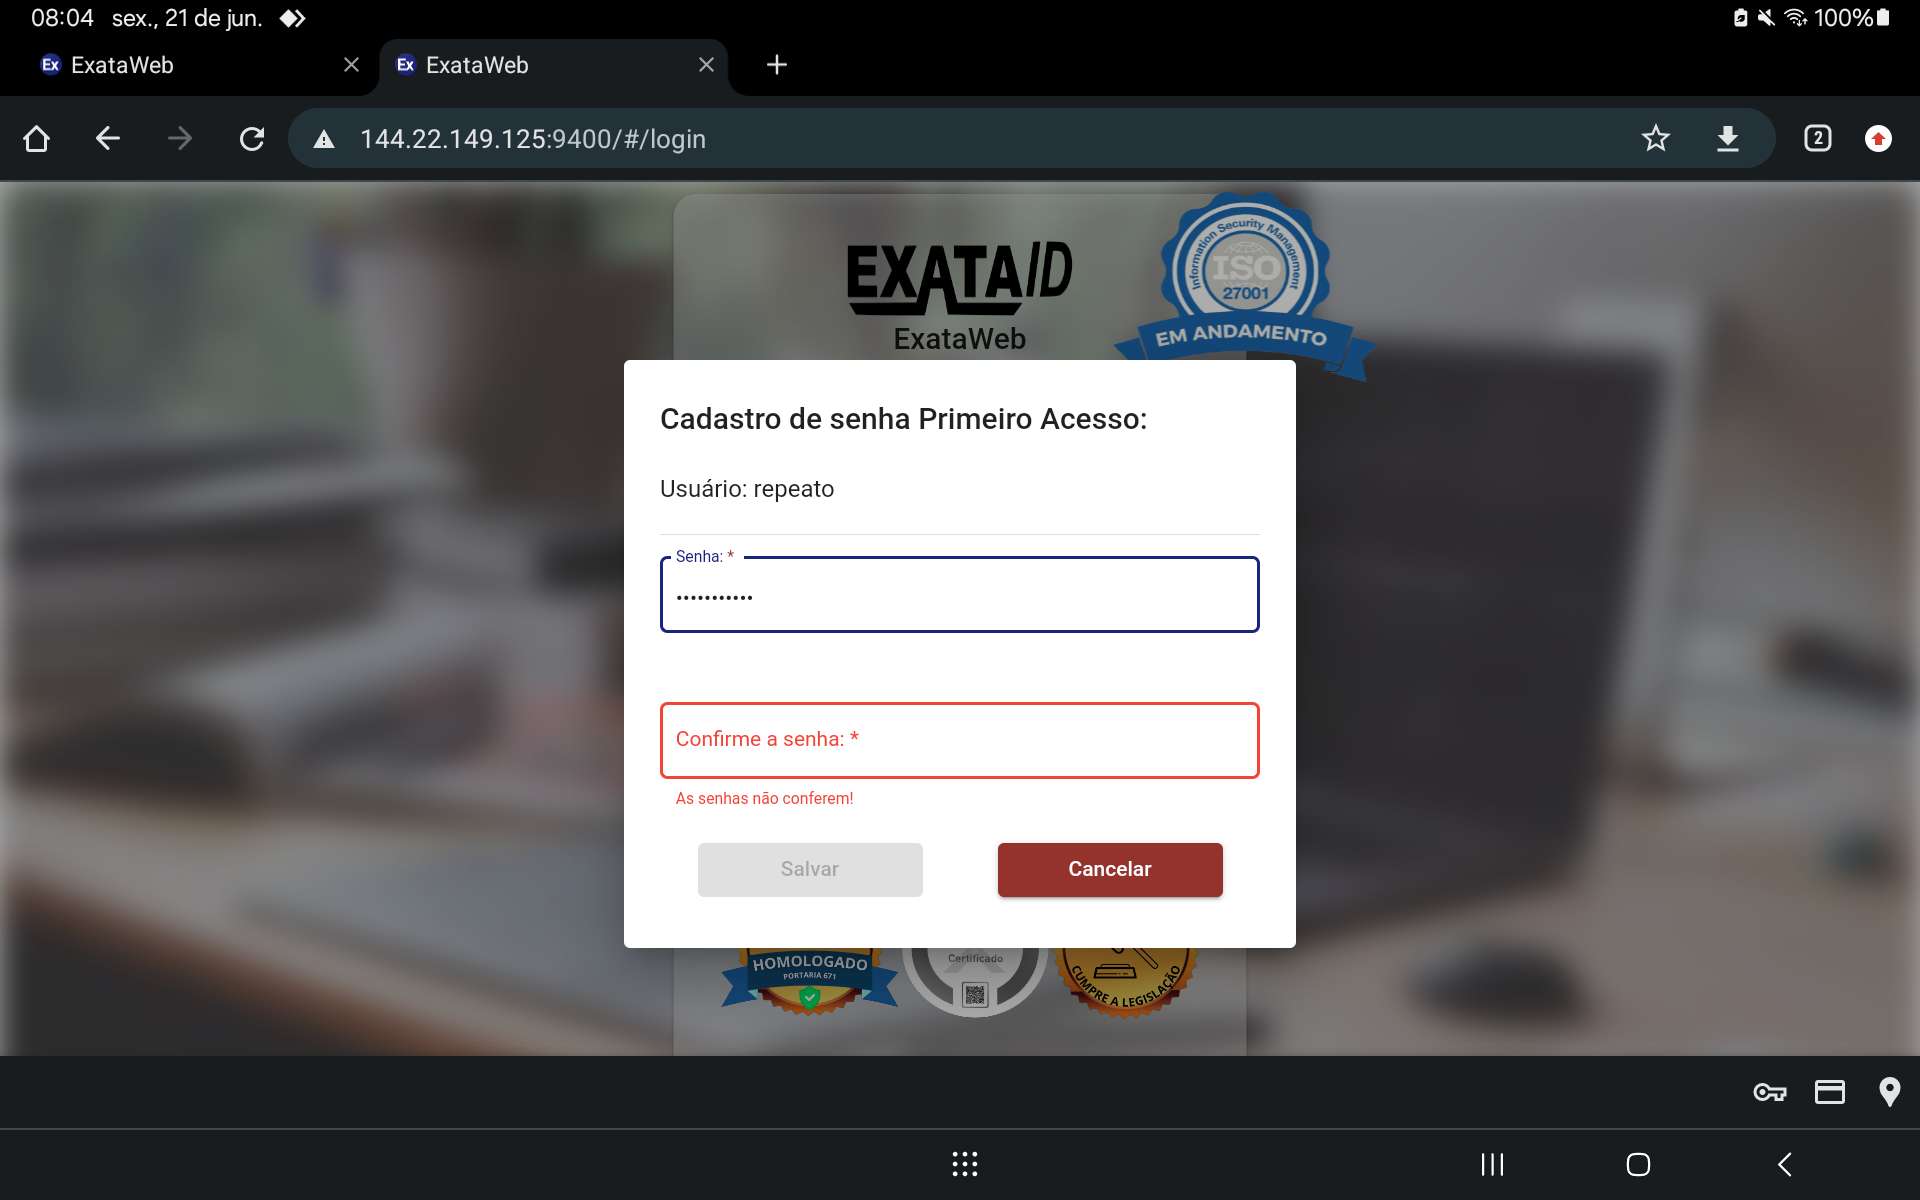 08:04 sex., 21 de jun. 100%
Ex ExataWeb Ex ExataWeb
144.22.149.125:9400/#/login 2
Information Security Management
ISO
27001
EM ANDAMENTO
EXATAID
ExataWeb
Cadastro de senha Primeiro Acesso:
Usuário: repeato
Senha: *
•••••••••••
Confirme a senha: *
As senhas não conferem!
Salvar Cancelar
HOMOLOGADO
PORTARIA 671
Certificado
CUMPRE A LEGISLAÇÃO